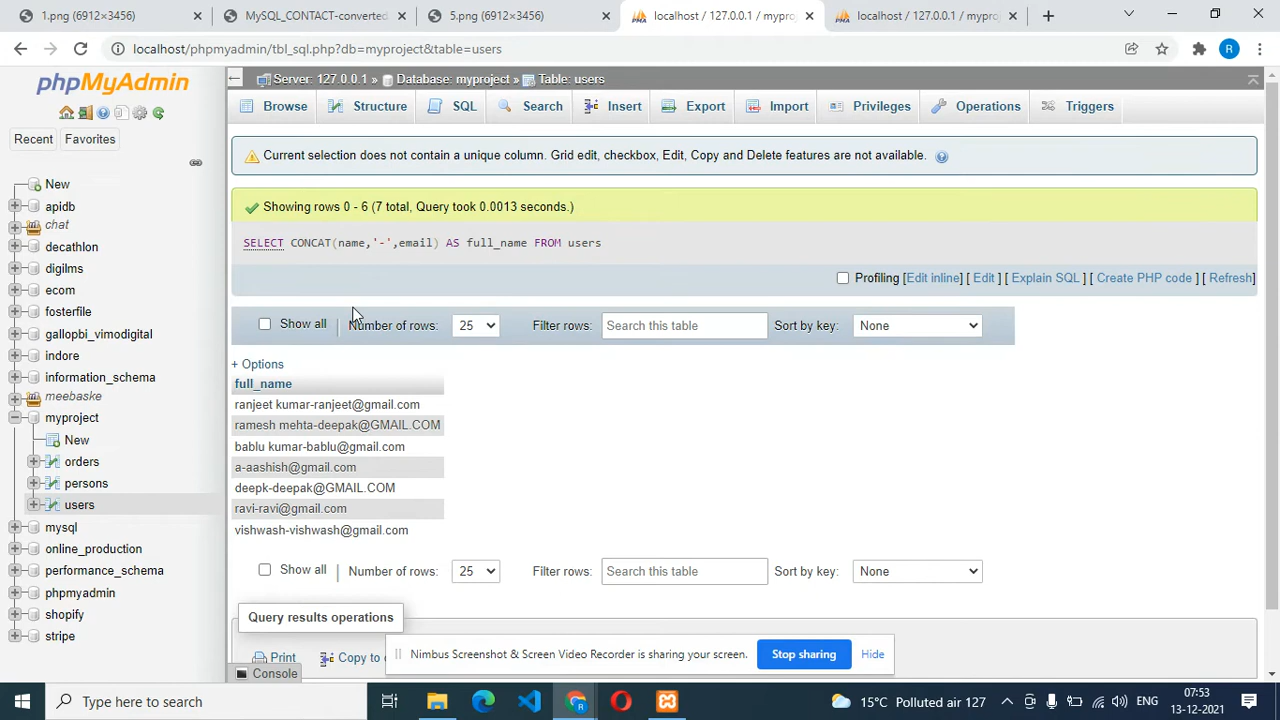 1.png (6912×3456)
MySQL_CONTACT-converted
5.png (6912×3456)
localhost / 127.0.0.1 / mypro
localhost / 127.0.0.1 / mypro
localhost/phpmyadmin/tbl_sql.php?db=myproject&table=users
R
phpMyAdmin
Recent
Favorites
New
apidb
chat
decathlon
digilms
ecom
fosterfile
gallopbi_vimodigital
indore
information_schema
meebaske
myproject
New
orders
persons
users
mysql
online_production
performance_schema
phpmyadmin
shopify
stripe
Server: 127.0.0.1 » Database: myproject » Table: users
Browse
Structure
SQL
Search
Insert
Export
Import
Privileges
Operations
Triggers
Current selection does not contain a unique column. Grid edit, checkbox, Edit, Copy and Delete features are not available.
Showing rows 0 - 6 (7 total, Query took 0.0013 seconds.)
SELECT CONCAT(name,'-',email) AS full_name FROM users
Profiling [Edit inline] [ Edit ] [ Explain SQL ] [ Create PHP code ] [ Refresh]
Show all
Number of rows:
25
Filter rows:
Search this table
Sort by key:
None
+ Options
full_name
ranjeet kumar-ranjeet@gmail.com
ramesh mehta-deepak@GMAIL.COM
bablu kumar-bablu@gmail.com
a-aashish@gmail.com
deepk-deepak@GMAIL.COM
ravi-ravi@gmail.com
vishwash-vishwash@gmail.com
Show all
Number of rows:
25
Filter rows:
Search this table
Sort by key:
None
Query results operations
Print
Copy to
Nimbus Screenshot & Screen Video Recorder is sharing your screen.
Stop sharing
Hide
Console
Type here to search
15°C Polluted air 127
ENG
07:53
13-12-2021